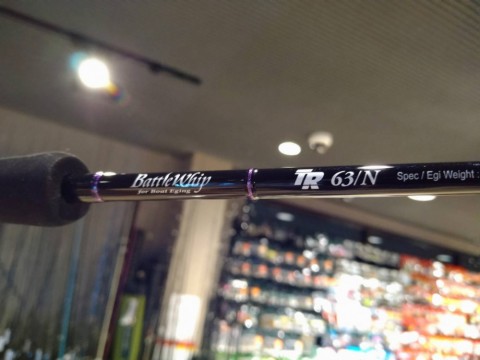 BattleWhip
for Boat Eging
TR 63/N
Spec / Egi Weight :